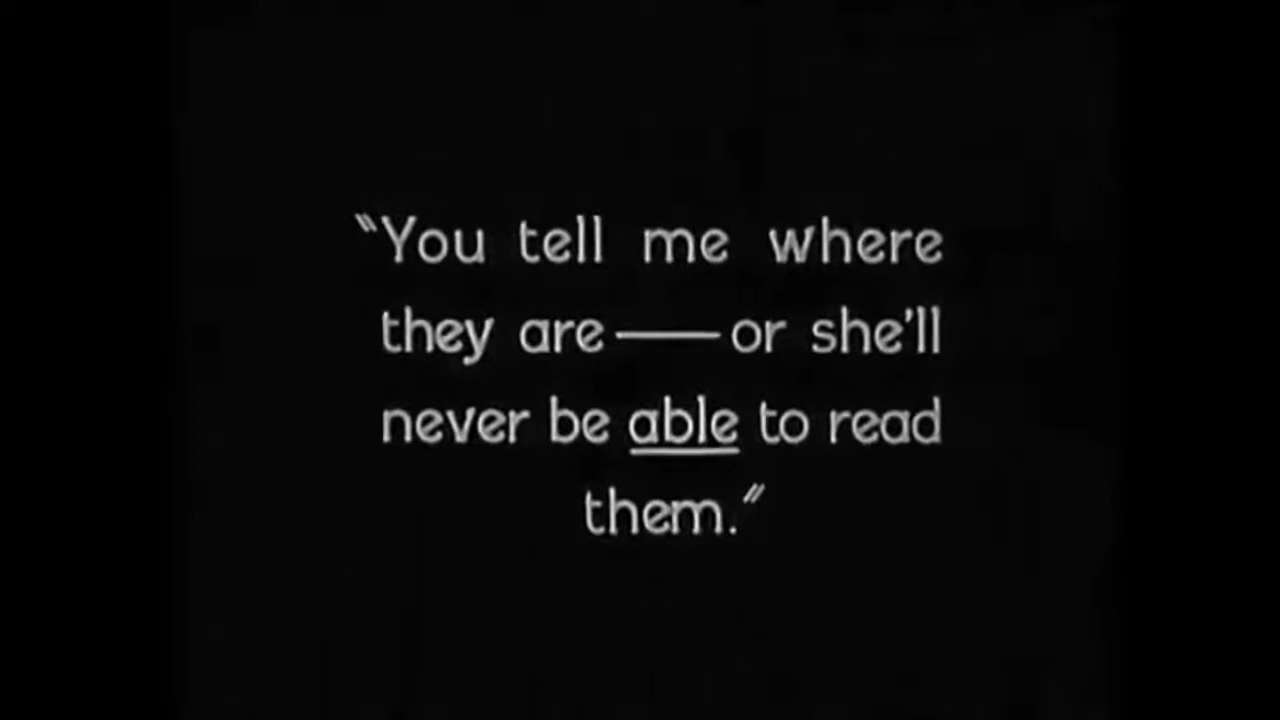 “You tell me where
they are — or she'll
never be able to read
them.”